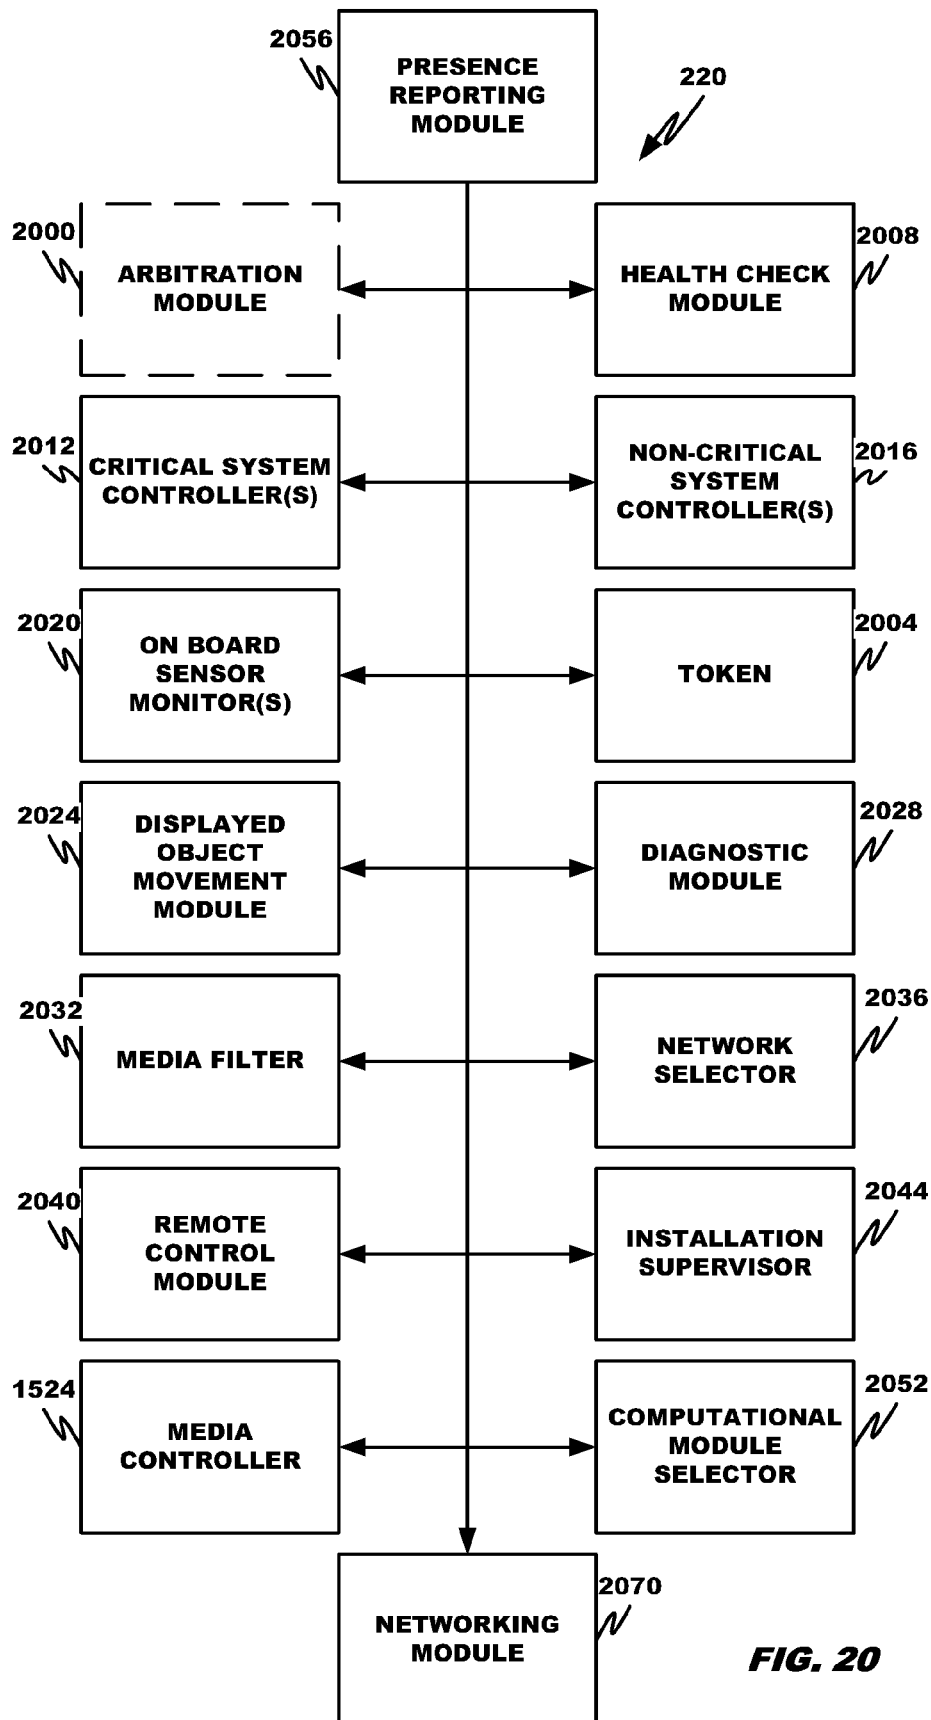 2056
PRESENCE
REPORTING
MODULE
220
2000
ARBITRATION
MODULE
HEALTH CHECK
MODULE
2008
2012
CRITICAL SYSTEM
CONTROLLER(S)
NON-CRITICAL
SYSTEM
CONTROLLER(S)
2016
2020
ON BOARD
SENSOR
MONITOR(S)
TOKEN
2004
2024
DISPLAYED
OBJECT
MOVEMENT
MODULE
DIAGNOSTIC
MODULE
2028
2032
MEDIA FILTER
NETWORK
SELECTOR
2036
2040
REMOTE
CONTROL
MODULE
INSTALLATION
SUPERVISOR
2044
1524
MEDIA
CONTROLLER
COMPUTATIONAL
MODULE
SELECTOR
2052
NETWORKING
MODULE
2070
FIG. 20